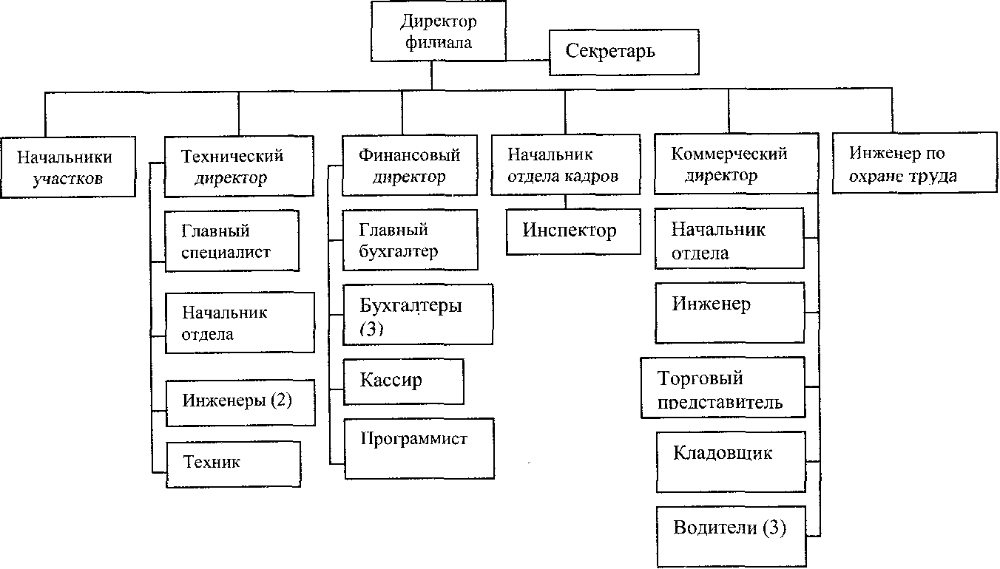 Директор
филиала
Секретарь
Начальники
участков
Технический
директор
Финансовый
директор
Начальник
отдела кадров
Коммерческий
директор
Инженер по
охране труда
Главный
специалист
Начальник
отдела
Инженеры (2)
Техник
Главный
бухгалтер
Бухгалтеры
(3)
Кассир
Программист
Инспектор
Начальник
отдела
Инженер
Торговый
представитель
Кладовщик
Водители (3)